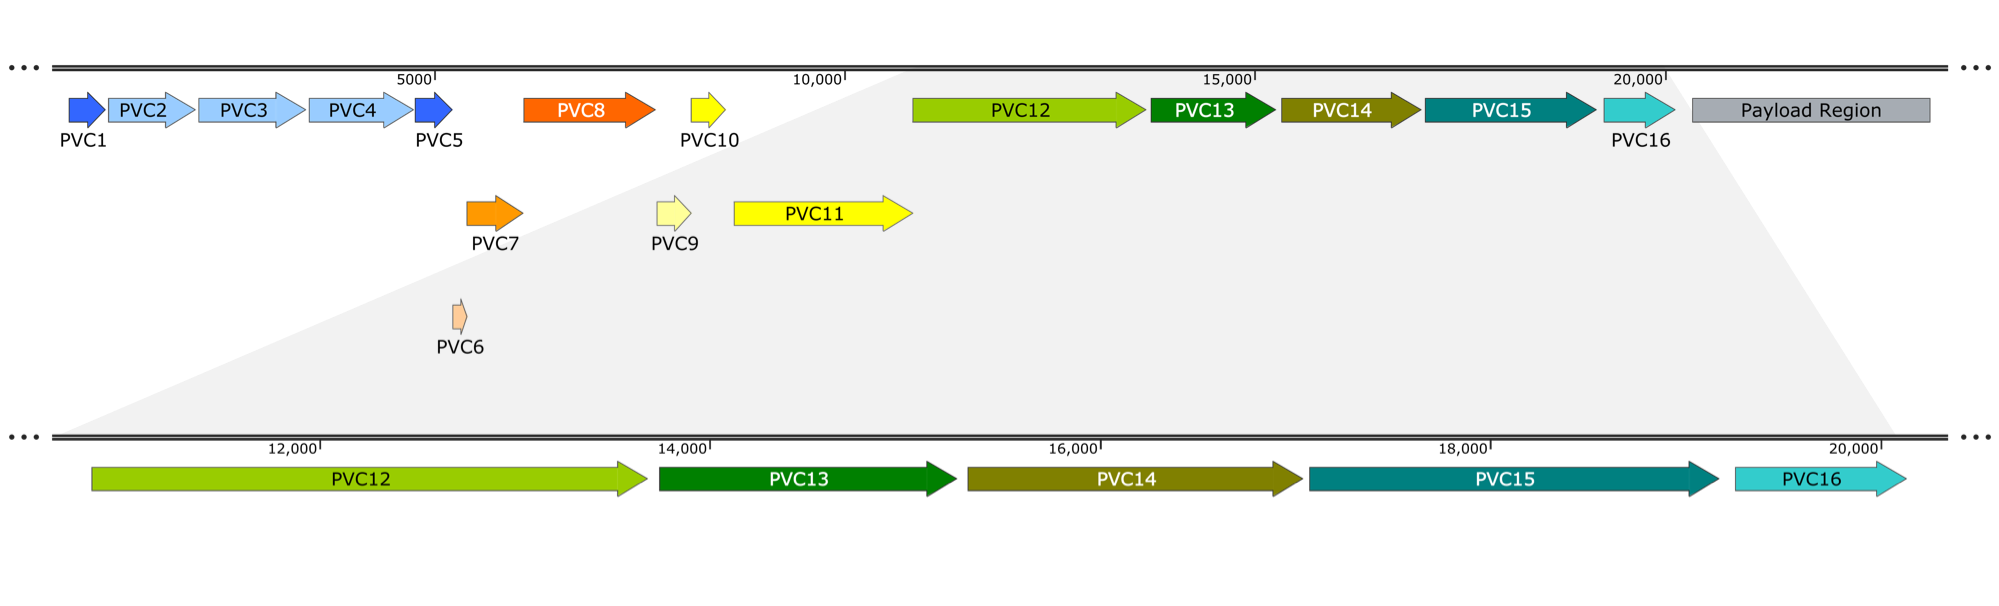 5000 10,000 15,000 20,000
PVC2 PVC3 PVC4 PVC8 PVC12 PVC13 PVC14 PVC15 Payload Region
PVC1 PVC5 PVC10 PVC16
PVC11
PVC7 PVC9
PVC6
12,000 14,000 16,000 18,000 20,000
PVC12 PVC13 PVC14 PVC15 PVC16